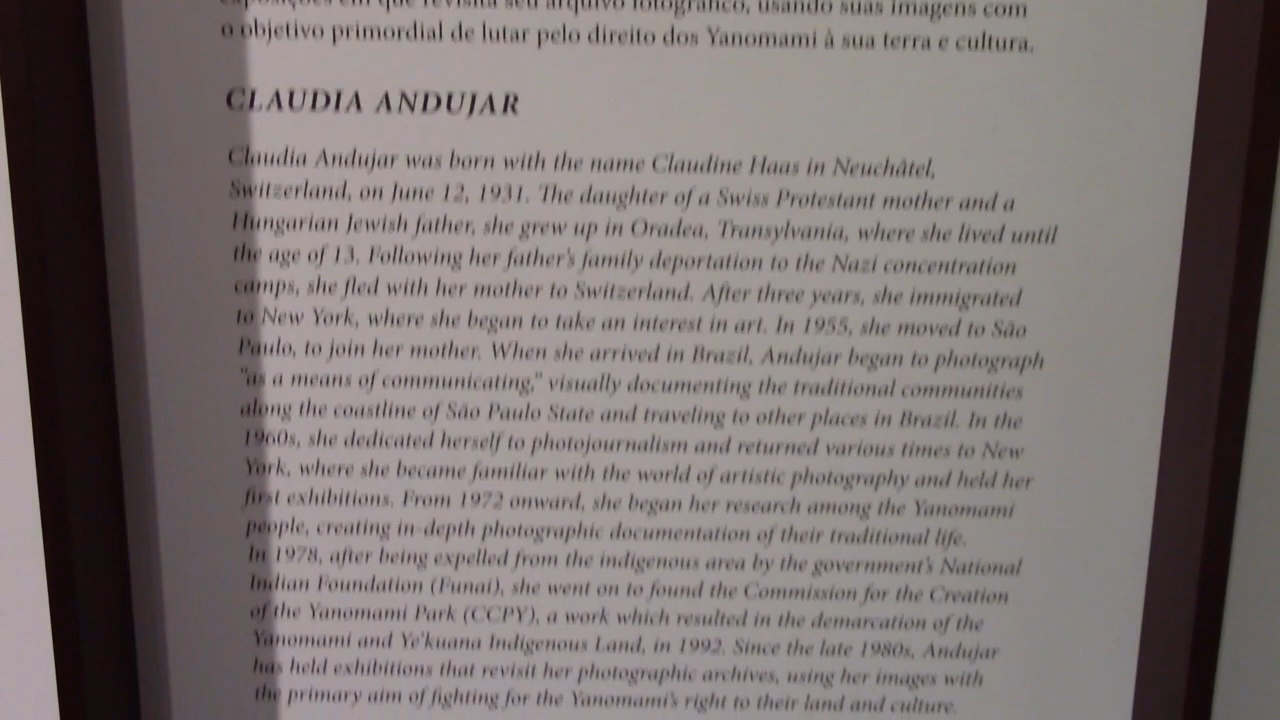 exposições em que revisita seu arquivo fotográfico, usando suas imagens com
o objetivo primordial de lutar pelo direito dos Yanomami à sua terra e cultura.
CLAUDIA ANDUJAR
Claudia Andujar was born with the name Claudine Haas in Neuchâtel,
Switzerland, on June 12, 1931. The daughter of a Swiss Protestant mother and a
Hungarian Jewish father, she grew up in Oradea, Transylvania, where she lived until
the age of 13. Following her father's family deportation to the Nazi concentration
camps, she fled with her mother to Switzerland. After three years, she immigrated
to New York, where she began to take an interest in art. In 1955, she moved to São
Paulo, to join her mother. When she arrived in Brazil, Andujar began to photograph
"as a means of communicating," visually documenting the traditional communities
along the coastline of São Paulo State and traveling to other places in Brazil. In the
1960s, she dedicated herself to photojournalism and returned various times to New
York, where she became familiar with the world of artistic photography and held her
first exhibitions. From 1972 onward, she began her research among the Yanomami
people, creating in-depth photographic documentation of their traditional life.
In 1978, after being expelled from the indigenous area by the government's National
Indian Foundation (Funai), she went on to found the Commission for the Creation
of the Yanomami Park (CCPY), a work which resulted in the demarcation of the
Yanomami and Ye'kuana Indigenous Land, in 1992. Since the late 1980s, Andujar
has held exhibitions that revisit her photographic archives, using her images with
the primary aim of fighting for the Yanomami's right to their land and culture.